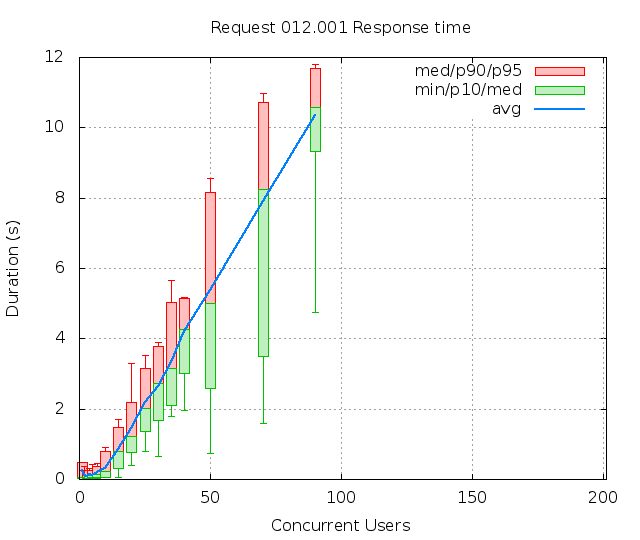 Request 012.001 Response time
med/p90/p95
min/p10/med
avg
Duration (s)
12
10
8
6
4
2
0
0 50 100 150 200
Concurrent Users